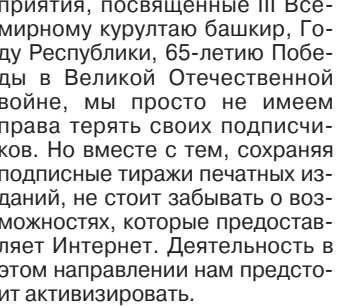 приятия, посвященные III Все-
мирному курултаю башкир, Го-
ду Республики, 65-летию Побе-
ды в Великой Отечественной
войне, мы просто не имеем
права терять своих подписчи-
ков. Но вместе с тем, сохраняя
подписные тиражи печатных из-
даний, не стоит забывать о воз-
можностях, которые предостав-
ляет Интернет. Деятельность в
этом направлении нам предсто-
ит активизировать.